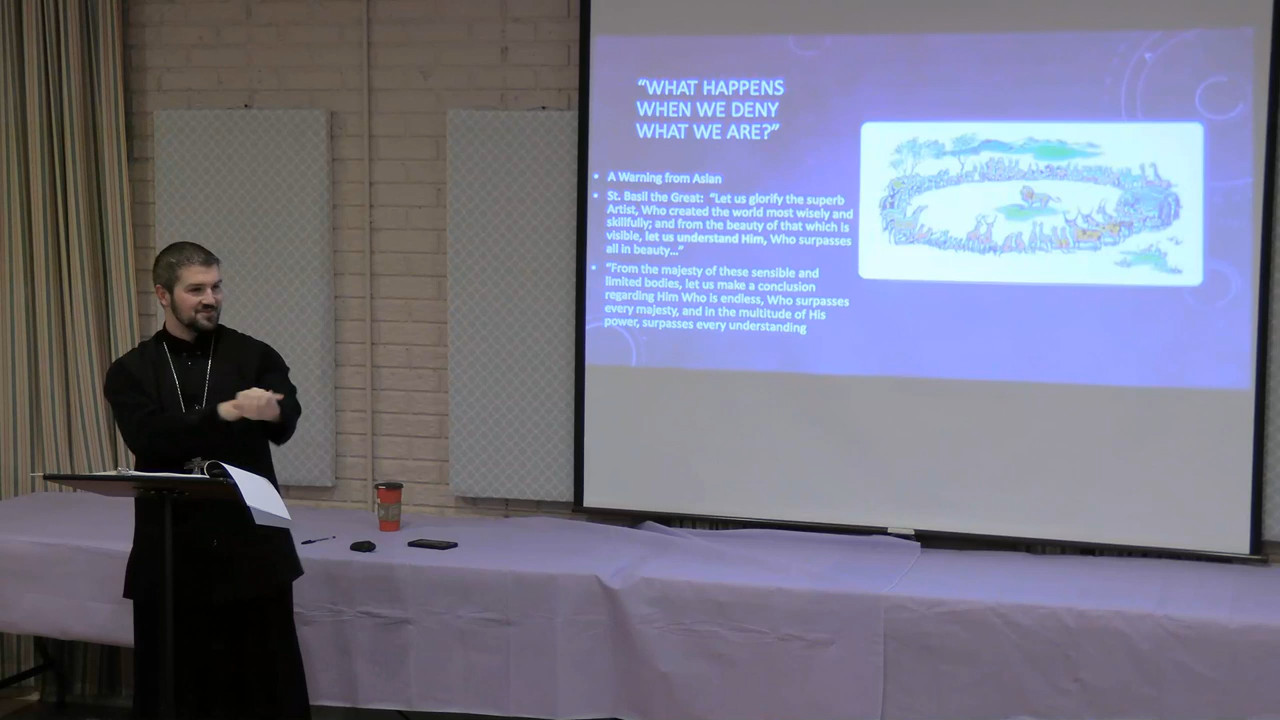 “WHAT HAPPENS
WHEN WE DENY
WHAT WE ARE?”
• A Warning from Aslan
• St. Basil the Great: “Let us glorify the superb
Artist, Who created the world most wisely and
skillfully; and from the beauty of that which is
visible, let us understand Him, Who surpasses
all in beauty…”
• “From the majesty of these sensible and
limited bodies, let us make a conclusion
regarding Him Who is endless, Who surpasses
every majesty, and in the multitude of His
power, surpasses every understanding